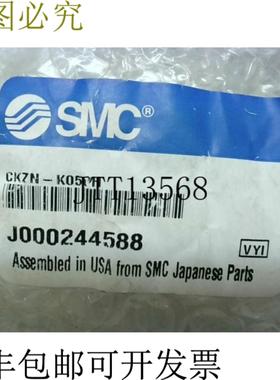 图必究
SMC®
CKZN-K05
JTT13568
J000244588
VYI
Assembled in USA from SMC Japanese Parts
丰包邮可开发票